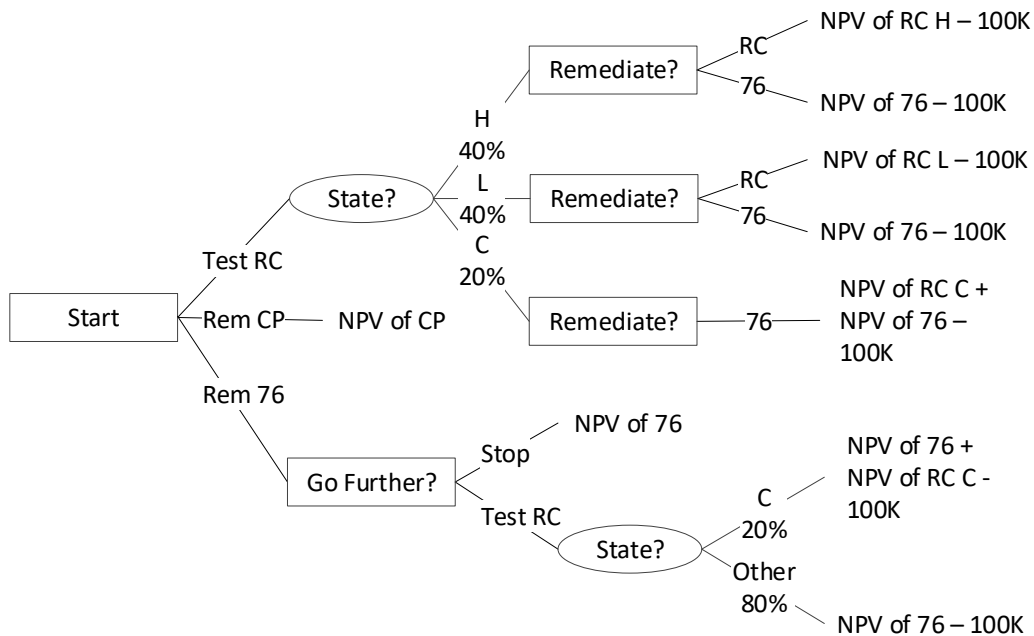 NPV of RC H – 100K
Remediate?
RC
76
NPV of 76 – 100K
H
40%
NPV of RC L – 100K
State?
L
40%
Remediate?
RC
76
NPV of 76 – 100K
C
20%
Test RC
NPV of RC C +
NPV of 76 –
100K
Start
Rem CP
NPV of CP
Remediate?
76
Rem 76
NPV of 76
Stop
Go Further?
NPV of 76 +
NPV of RC C -
100K
Test RC
C
20%
State?
Other
80%
NPV of 76 – 100K